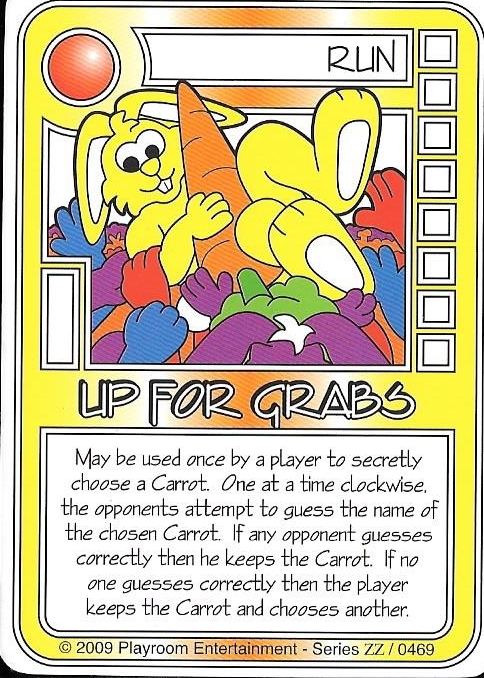 RUN
UP FOR GRABS
May be used once by a player to secretly
choose a Carrot. One at a time clockwise,
the opponents attempt to guess the name of
the chosen Carrot. If any opponent guesses
correctly then he keeps the Carrot. If no
one guesses correctly then the player
keeps the Carrot and chooses another.
© 2009 Playroom Entertainment - Series ZZ / 0469